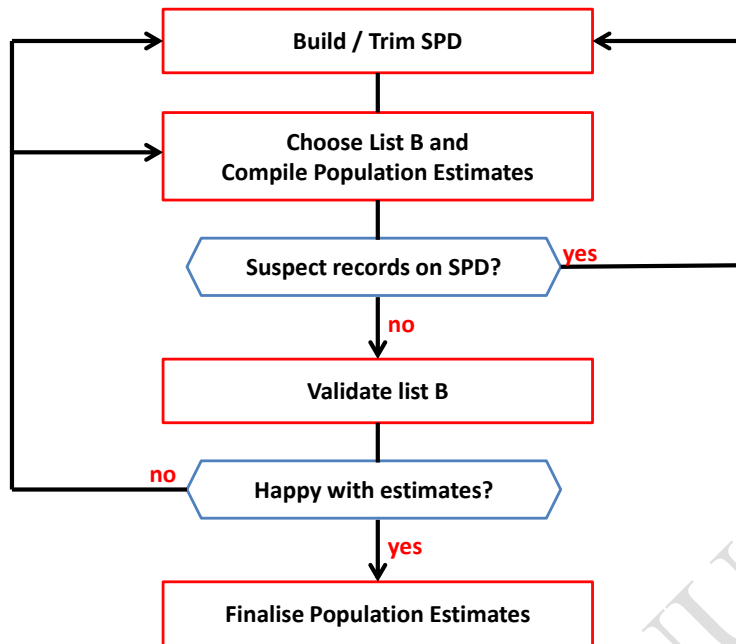 Build / Trim SPD
Choose List B and
Compile Population Estimates
Suspect records on SPD?
yes
no
Validate list B
no
Happy with estimates?
yes
Finalise Population Estimates